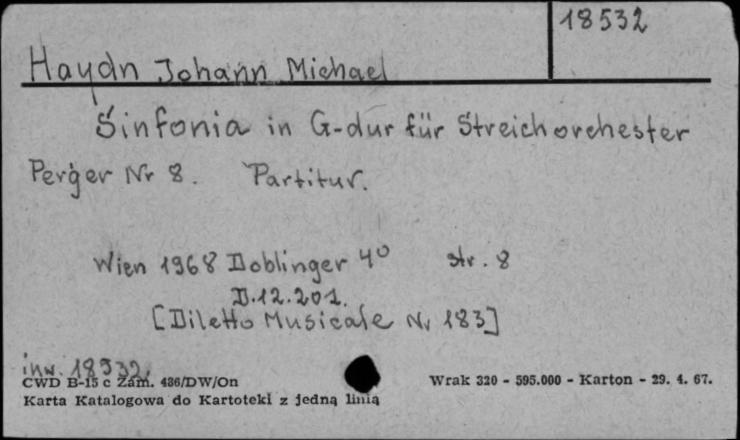 18532
Haydn Johann Michael
Sinfonia in G-dur für Streichorchester
Perger Nr 8. Partitur.
Wien 1968 Doblinger 4° str. 8
D.12.201.
[Diletto Musicale Nr 183]
inw. 18532.
CWD B-15 c Zam. 436/DW/On Wrak 320 - 595.000 - Karton - 29. 4. 67.
Karta Katalogowa do Kartoteki z jedną linią